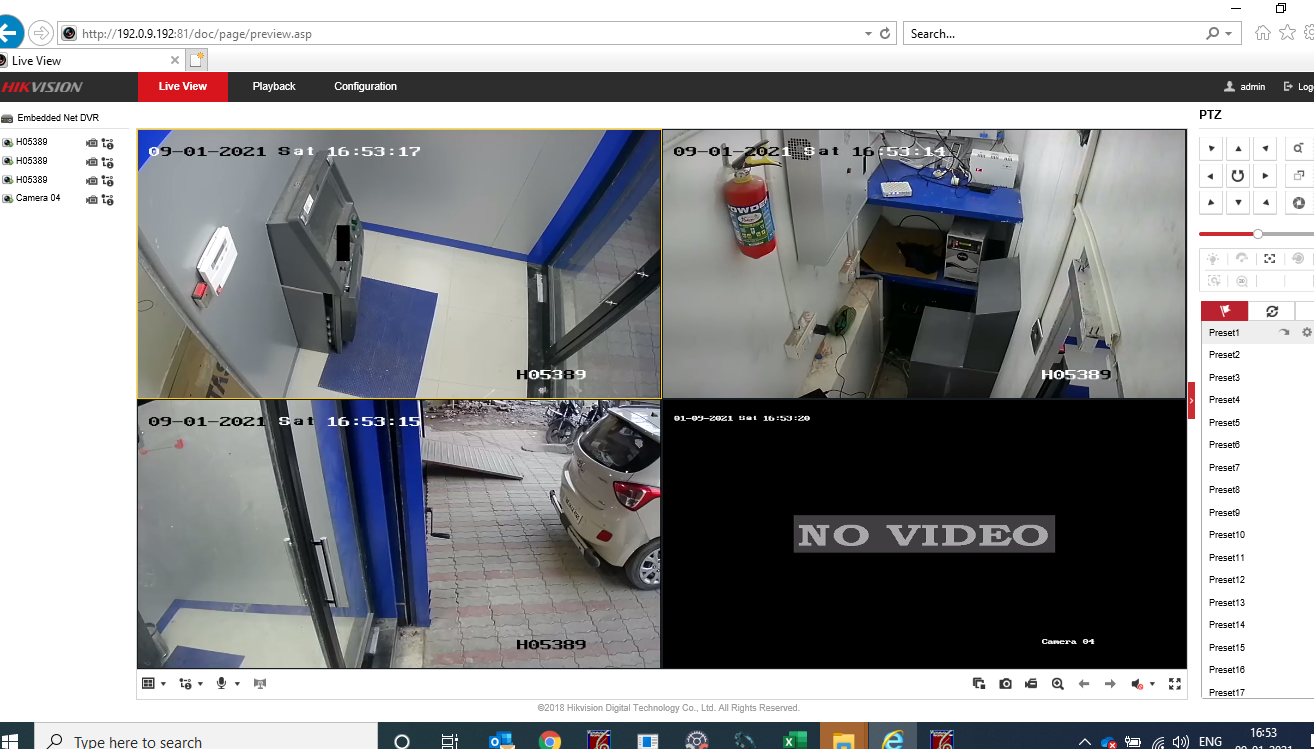 http://192.0.9.192:81/doc/page/preview.asp
Search...
Live View
HIKVISION
Live View
Playback
Configuration
admin
Log
Embedded Net DVR
H05389
H05389
H05389
Camera 04
09-01-2021 Sat 16:53:17
H05389
09-01-2021 Sat 16:53:14
POWDER
H05389
09-01-2021 Sat 16:53:15
H05389
01-09-2021 Sat 16:53:20
NO VIDEO
Camera 04
PTZ
Preset1
Preset2
Preset3
Preset4
Preset5
Preset6
Preset7
Preset8
Preset9
Preset10
Preset11
Preset12
Preset13
Preset14
Preset15
Preset16
Preset17
©2018 Hikvision Digital Technology Co., Ltd. All Rights Reserved.
Type here to search
ENG
16:53